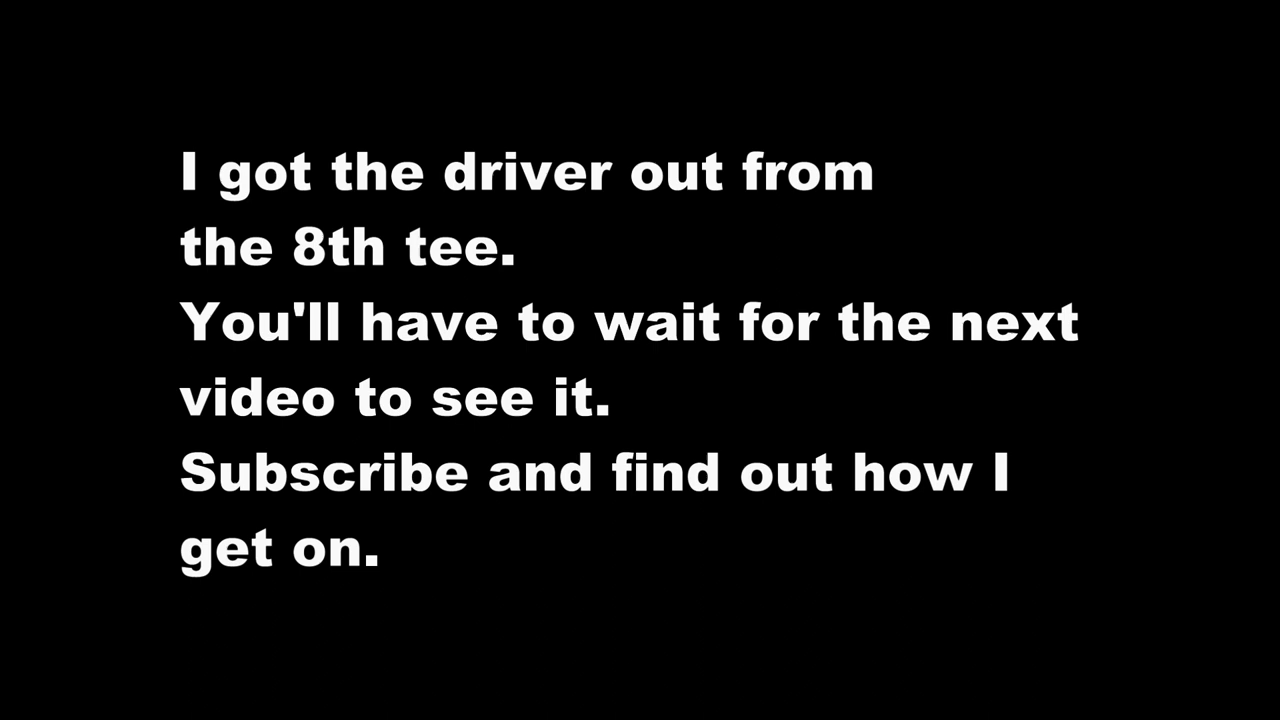 I got the driver out from
the 8th tee.
You'll have to wait for the next
video to see it.
Subscribe and find out how I
get on.